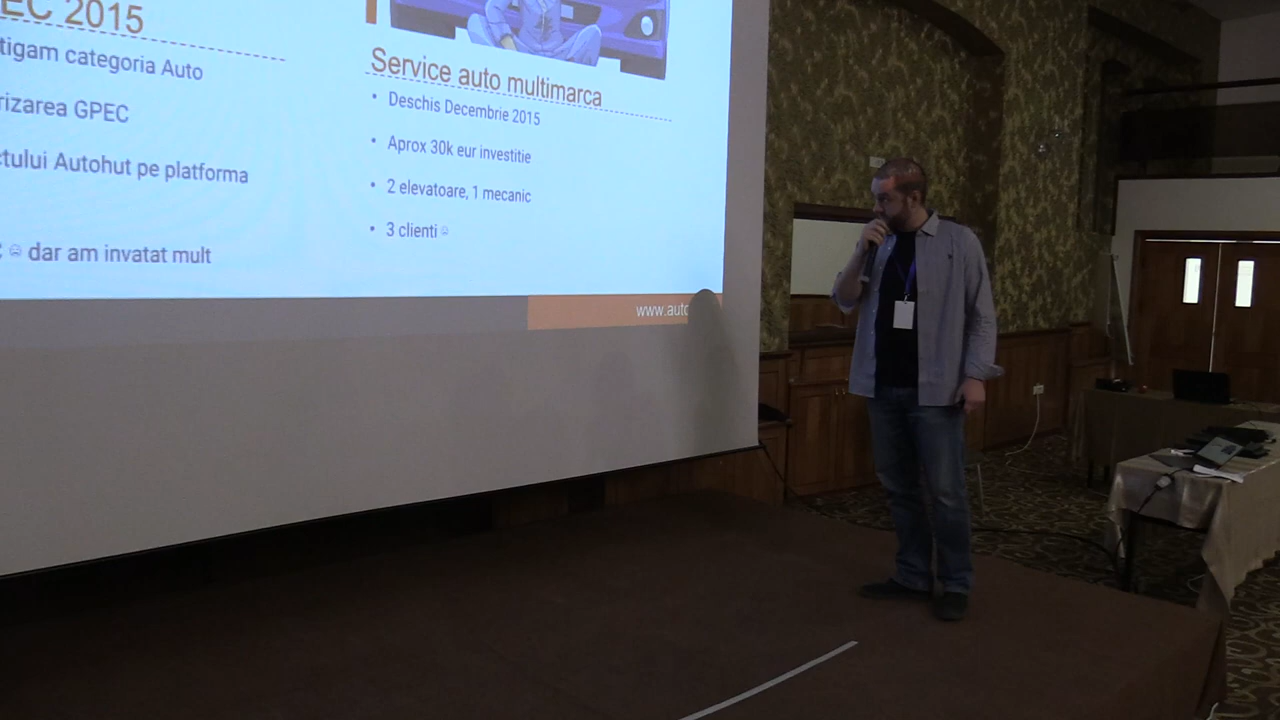 EC 2015
tigam categoria Auto
rizarea GPEC
ctului Autohut pe platforma
☹ dar am invatat mult
Service auto multimarca
• Deschis Decembrie 2015
• Aprox 30k eur investitie
• 2 elevatoare, 1 mecanic
• 3 clienti ☹
www.auto